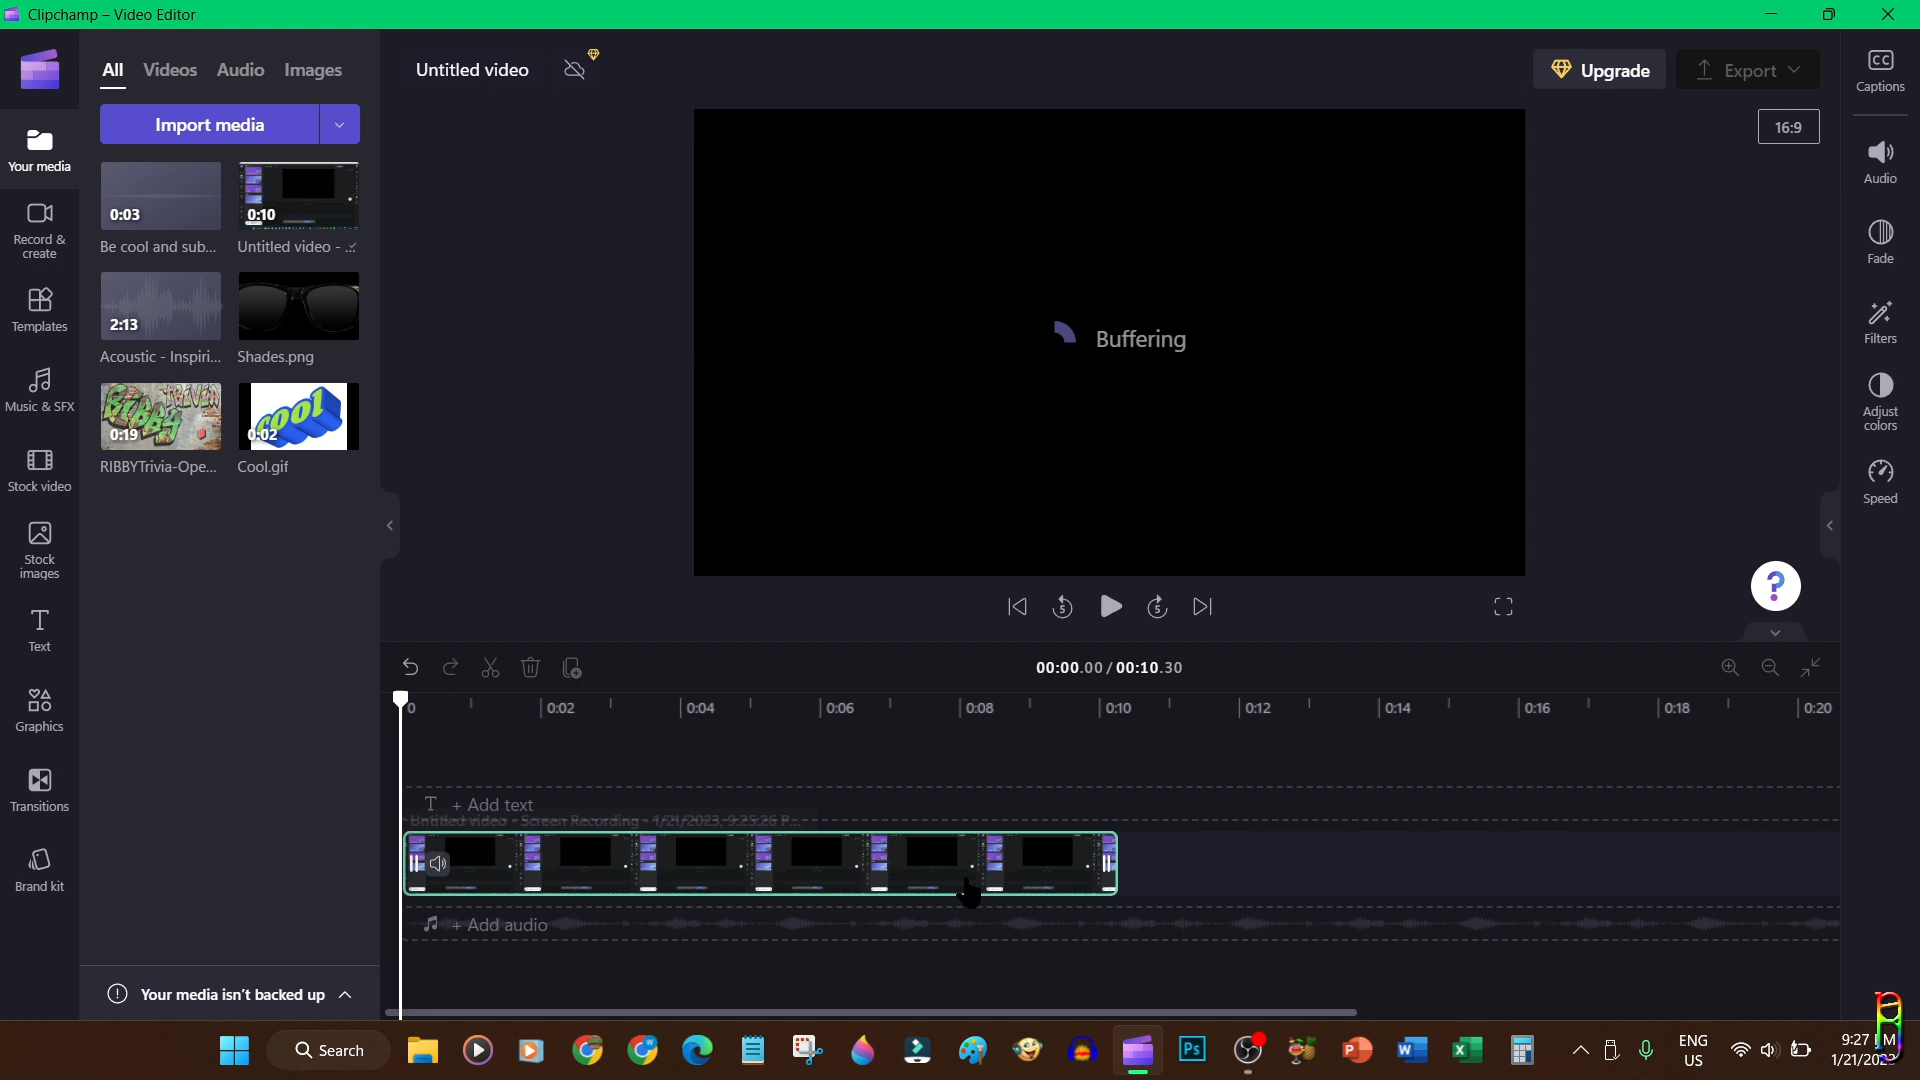 Clipchamp – Video Editor
All Videos Audio Images
Import media
0:03
Be cool and sub...
0:10
Untitled video - ...
2:13
Acoustic - Inspiri...
Shades.png
0:19
RIBBYTrivia-Ope...
cool
0:02
Cool.gif
Your media
Record &
create
Templates
Music & SFX
Stock video
Stock
images
Text
Graphics
Transitions
Brand kit
Your media isn't backed up
Untitled video
Upgrade
Export
16:9
Buffering
5
5
?
CC
Captions
Audio
Fade
Filters
Adjust
colors
Speed
00:00.00 / 00:10.30
0 0:02 0:04 0:06 0:08 0:10 0:12 0:14 0:16 0:18 0:20
T + Add text
Untitled video - Screen Recording - 1/21/2023, 9:25:26 P...
+ Add audio
Search
W
Ps
P
W
X
ENG
US
9:27
1/21/202